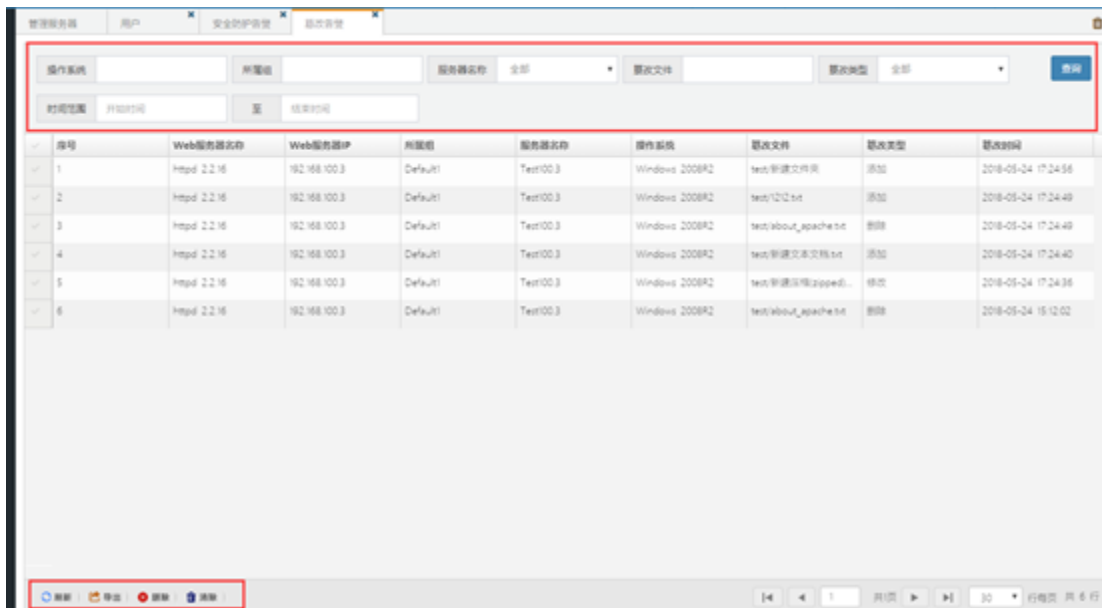 管理服务器 用户 安全防护告警 篡改告警
操作系统 所属组 服务器名称 全部 篡改文件 篡改类型 全部 查询
时间范围 开始时间 至 结束时间
序号 Web服务器名称 Web服务器IP 所属组 服务器名称 操作系统 篡改文件 篡改类型 篡改时间
1 httpd 2.2.16 192.168.100.3 Default1 Test100.3 Windows 2008R2 test/新建文件夹 添加 2018-05-24 17:24:56
2 httpd 2.2.16 192.168.100.3 Default1 Test100.3 Windows 2008R2 test/1212.txt 添加 2018-05-24 17:24:49
3 httpd 2.2.16 192.168.100.3 Default1 Test100.3 Windows 2008R2 test/about_apache.txt 删除 2018-05-24 17:24:49
4 httpd 2.2.16 192.168.100.3 Default1 Test100.3 Windows 2008R2 test/新建文本文档.txt 添加 2018-05-24 17:24:40
5 httpd 2.2.16 192.168.100.3 Default1 Test100.3 Windows 2008R2 test/新建压缩(zipped)... 修改 2018-05-24 17:24:36
6 httpd 2.2.16 192.168.100.3 Default1 Test100.3 Windows 2008R2 test/about_apache.txt 删除 2018-05-24 15:12:02
刷新 导出 删除 清除 1 共1页 30 行每页 共 6 行